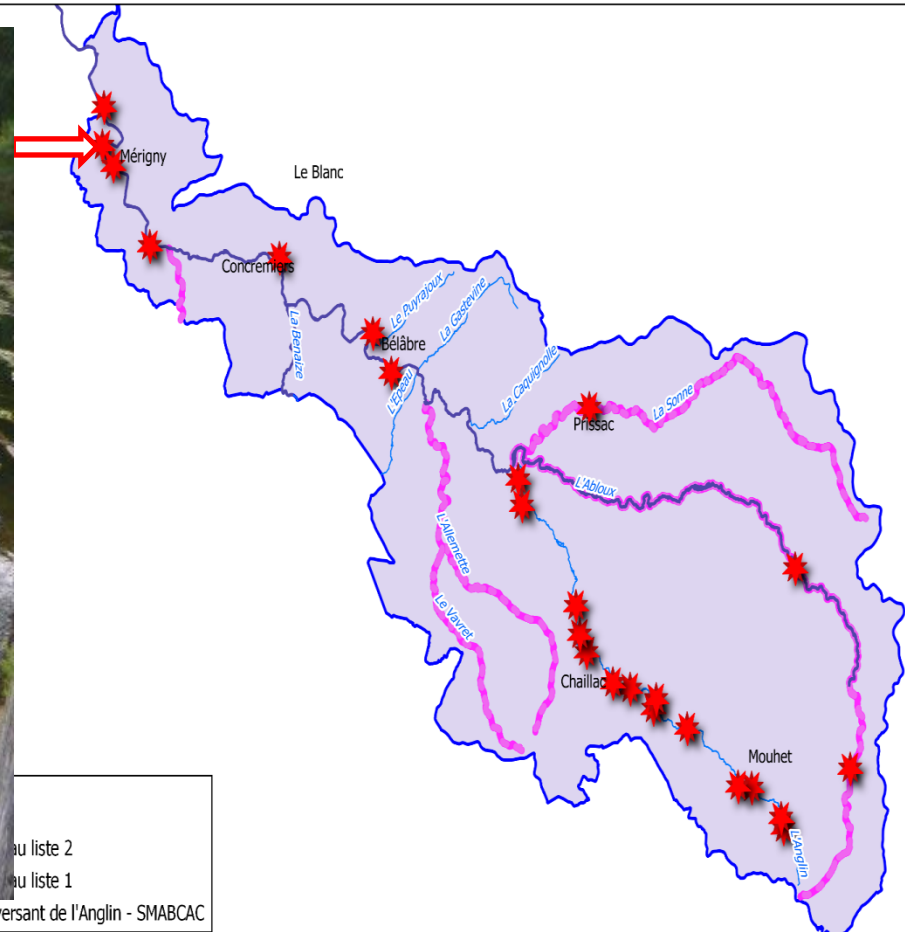 Mérigny
Le Blanc
Concremiers
La Benaize
Le Puyrajoux
La Gastevine
Bélâbre
L'Epeau
La Caquignolle
Prissac
La Sonne
L'Abloux
L'Allemette
Le Vavret
Chaillac
Mouhet
L'Anglin
au liste 2
au liste 1
versant de l'Anglin - SMABCAC